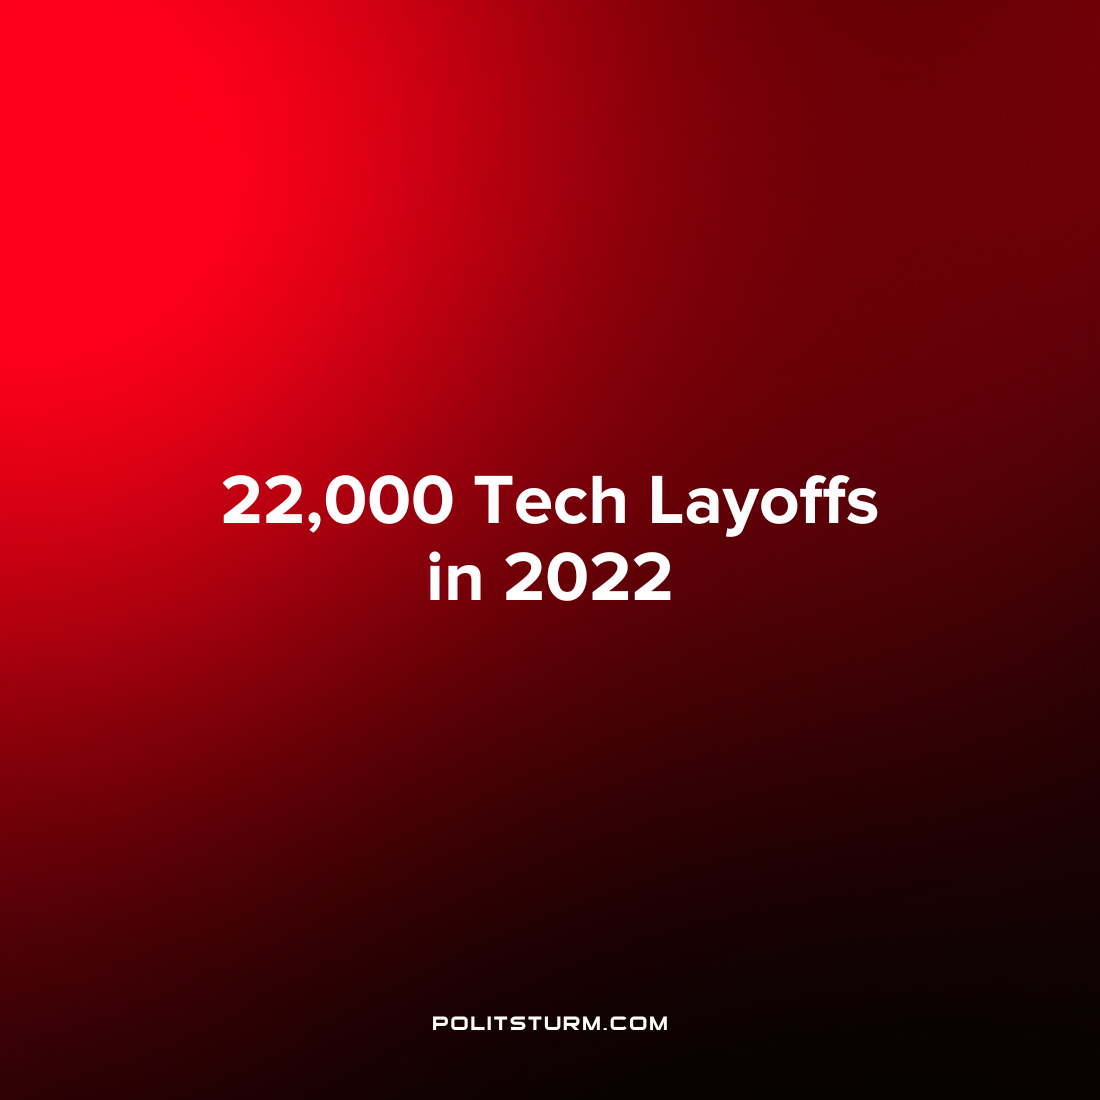 22,000 Tech Layoffs
in 2022
POLITSTURM.COM